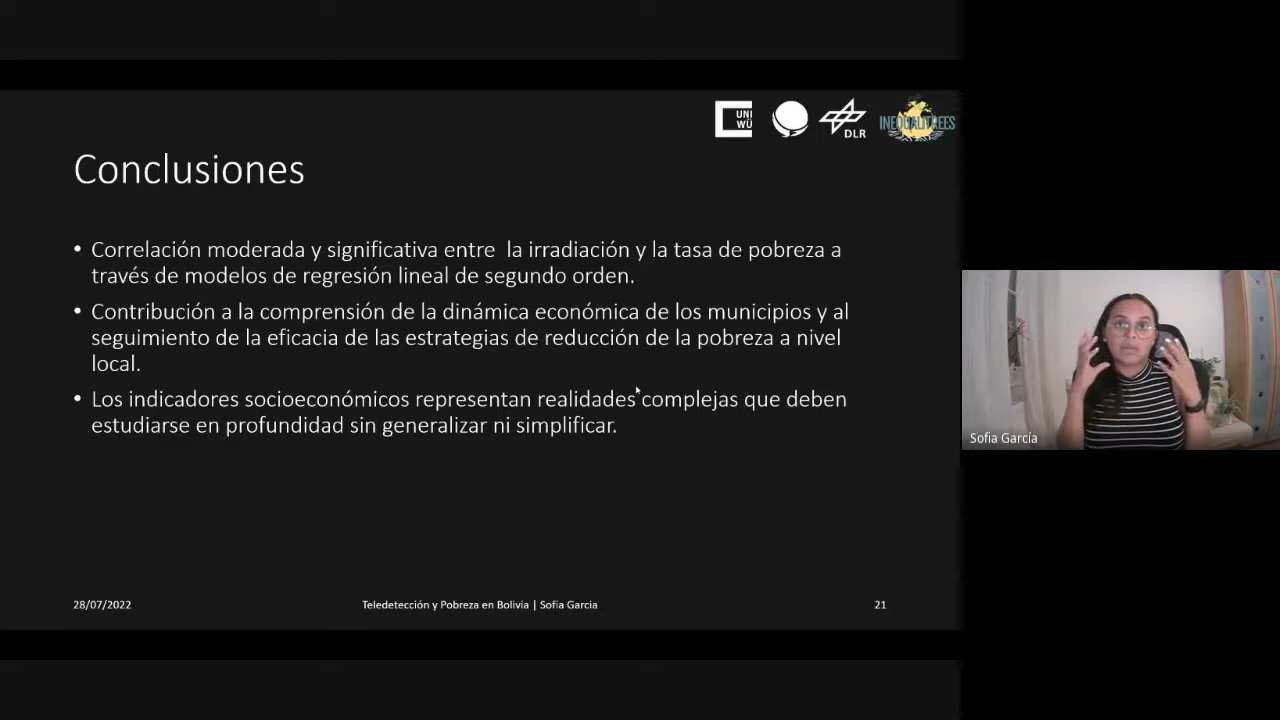 UNI
WÜ
DLR
INEQUALITREES
Conclusiones
• Correlación moderada y significativa entre  la irradiación y la tasa de pobreza a
través de modelos de regresión lineal de segundo orden.
• Contribución a la comprensión de la dinámica económica de los municipios y al
seguimiento de la eficacia de las estrategias de reducción de la pobreza a nivel
local.
• Los indicadores socioeconómicos representan realidades complejas que deben
estudiarse en profundidad sin generalizar ni simplificar.
Sofia García
28/07/2022
Teledetección y Pobreza en Bolivia | Sofia Garcia
21